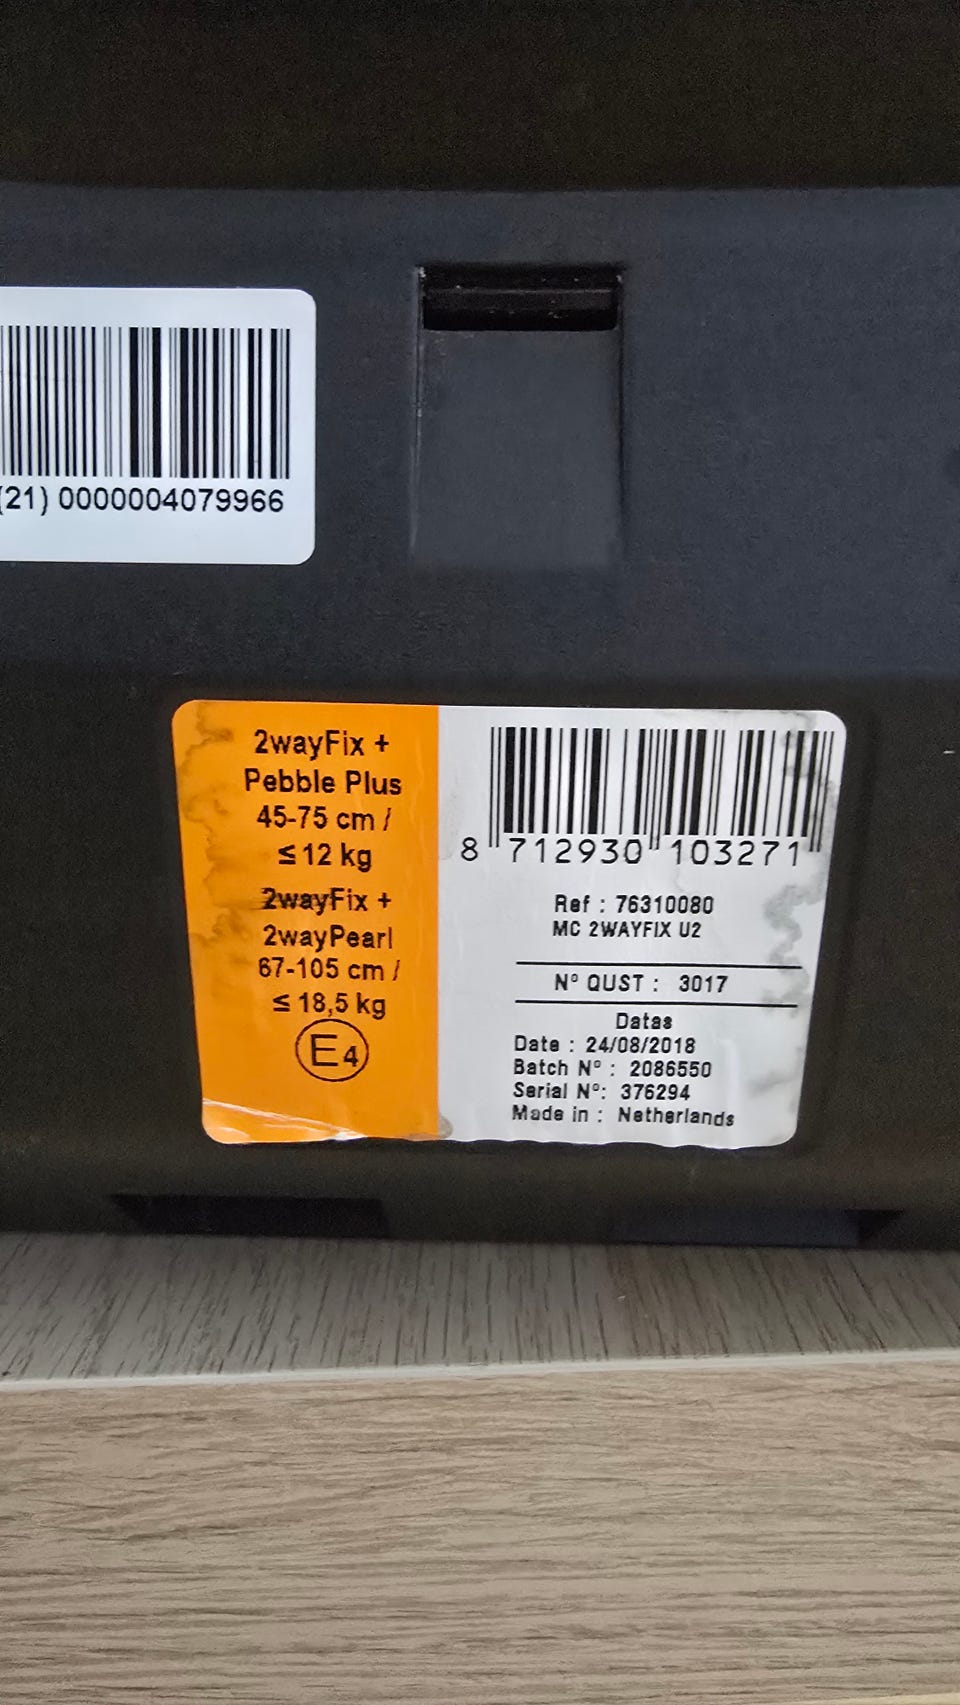 (21) 0000004079966
2wayFix +
Pebble Plus
45-75 cm /
≤ 12 kg
2wayFix +
2wayPearl
67-105 cm /
≤ 18,5 kg
E4
8 712930 103271
Ref : 76310080
MC 2WAYFIX U2
N° QUST : 3017
Datas
Date : 24/08/2018
Batch N° : 2086550
Serial N°: 376294
Made in : Netherlands